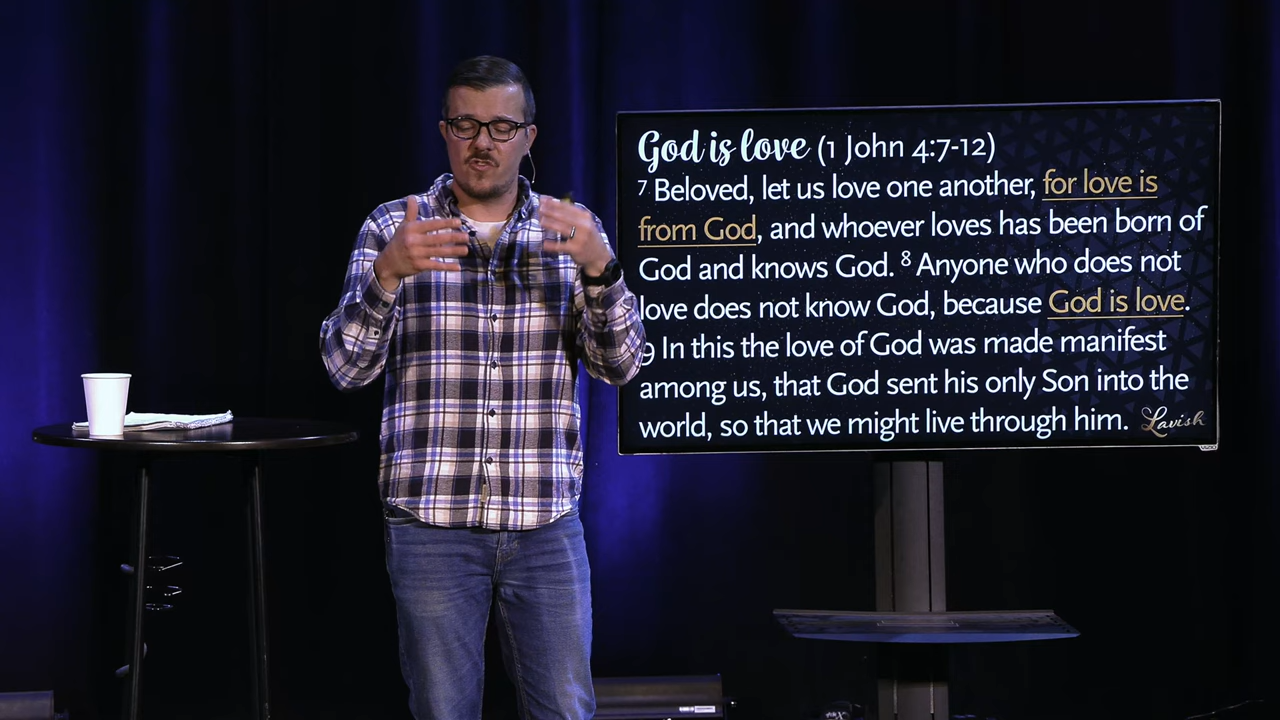 God is love (1 John 4:7-12)
7 Beloved, let us love one another, for love is
from God, and whoever loves has been born of
God and knows God. 8 Anyone who does not
love does not know God, because God is love.
9 In this the love of God was made manifest
among us, that God sent his only Son into the
world, so that we might live through him. Lavish